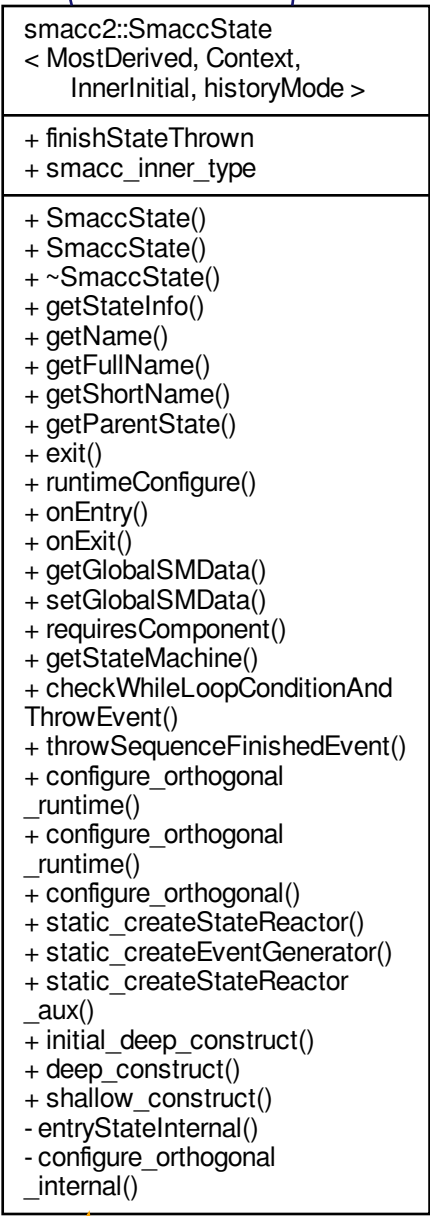 smacc2::SmaccState
< MostDerived, Context,
InnerInitial, historyMode >
+ finishStateThrown
+ smacc_inner_type
+ SmaccState()
+ SmaccState()
+ ~SmaccState()
+ getStateInfo()
+ getName()
+ getFullName()
+ getShortName()
+ getParentState()
+ exit()
+ runtimeConfigure()
+ onEntry()
+ onExit()
+ getGlobalSMData()
+ setGlobalSMData()
+ requiresComponent()
+ getStateMachine()
+ checkWhileLoopConditionAnd
ThrowEvent()
+ throwSequenceFinishedEvent()
+ configure_orthogonal
_runtime()
+ configure_orthogonal
_runtime()
+ configure_orthogonal()
+ static_createStateReactor()
+ static_createEventGenerator()
+ static_createStateReactor
_aux()
+ initial_deep_construct()
+ deep_construct()
+ shallow_construct()
- entryStateInternal()
- configure_orthogonal
_internal()